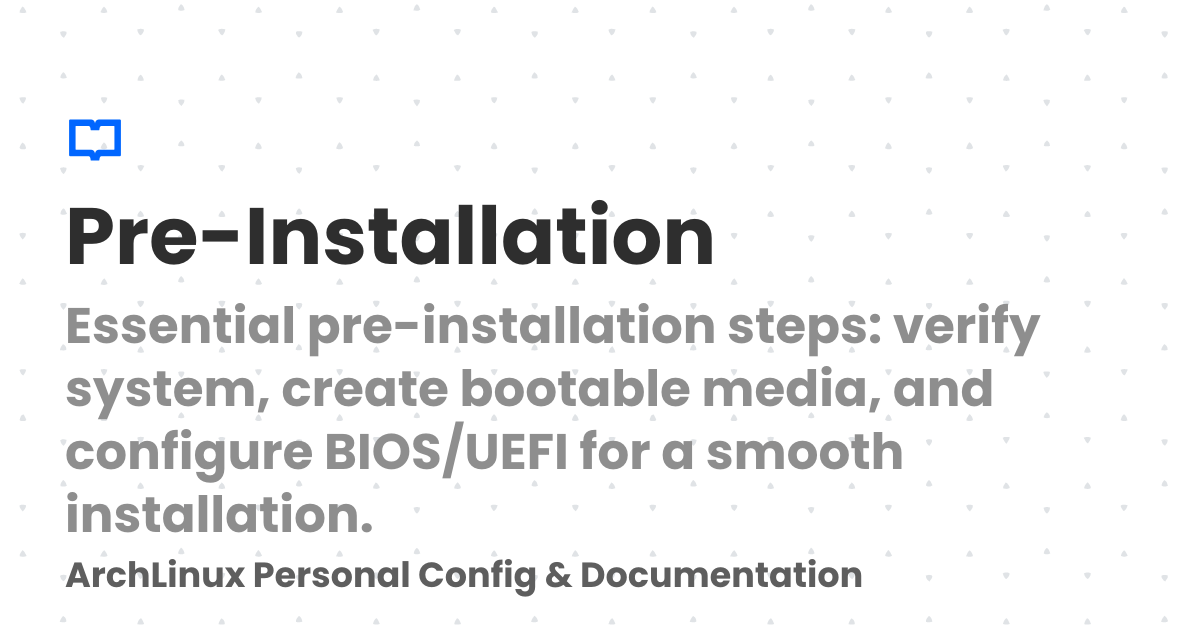 Pre-Installation
Essential pre-installation steps: verify
system, create bootable media, and
configure BIOS/UEFI for a smooth
installation.
ArchLinux Personal Config & Documentation